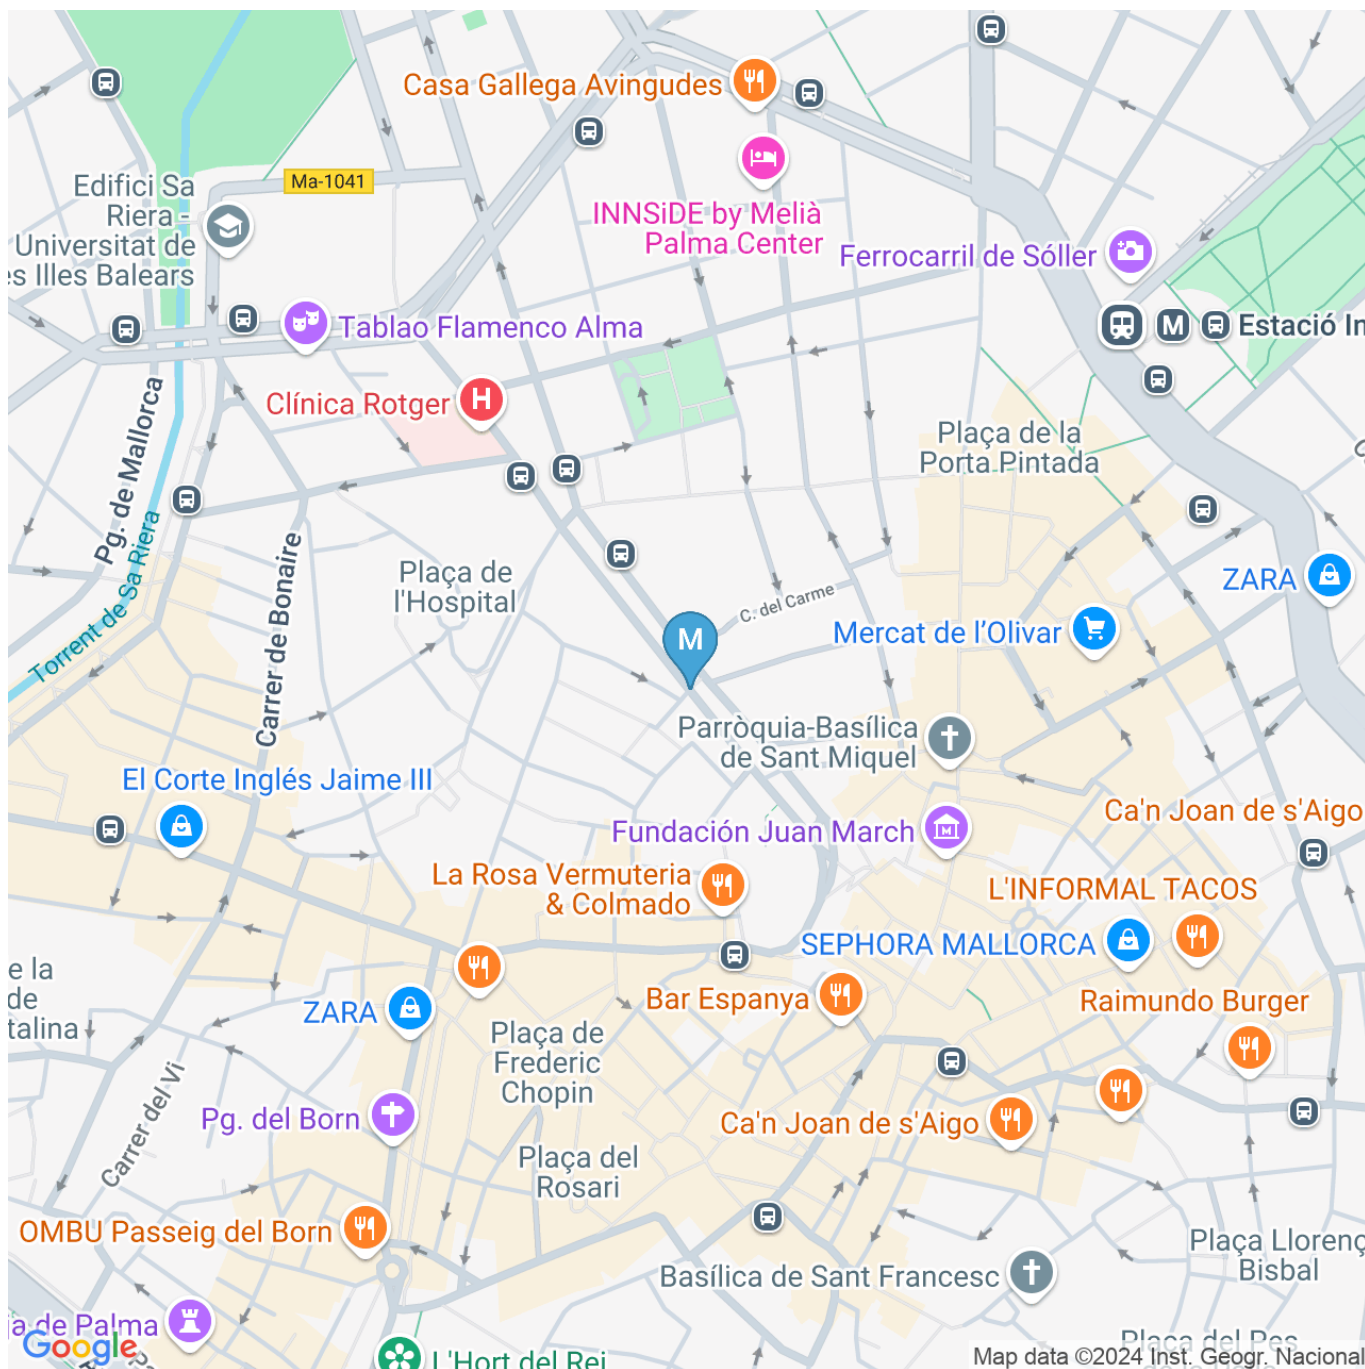 Casa Gallega Avingudes
Ma-1041
Edifici Sa
Riera -
Universitat de
es Illes Balears
INNSiDE by Melià
Palma Center
Ferrocarril de Sóller
Tablao Flamenco Alma
M
Estació In
Clínica Rotger
H
Plaça de la
Porta Pintada
Pg. de Mallorca
Torrent de Sa Riera
Carrer de Bonaire
Plaça de
l'Hospital
ZARA
C. del Carme
M
Mercat de l'Olivar
Parròquia-Basílica
de Sant Miquel
El Corte Inglés Jaime III
Ca'n Joan de s'Aigo
Fundación Juan March
La Rosa Vermuteria
& Colmado
L'INFORMAL TACOS
SEPHORA MALLORCA
e la
de
talina
ZARA
Bar Espanya
Raimundo Burger
Plaça de
Frederic
Chopin
Carrer del Vi
Pg. del Born
Ca'n Joan de s'Aigo
Plaça del
Rosari
OMBU Passeig del Born
Plaça Llorenç
Bisbal
Basílica de Sant Francesc
ja de Palma
Google
L'Hort del Rei
Plaça del Pes
Map data ©2024 Inst. Geogr. Nacional